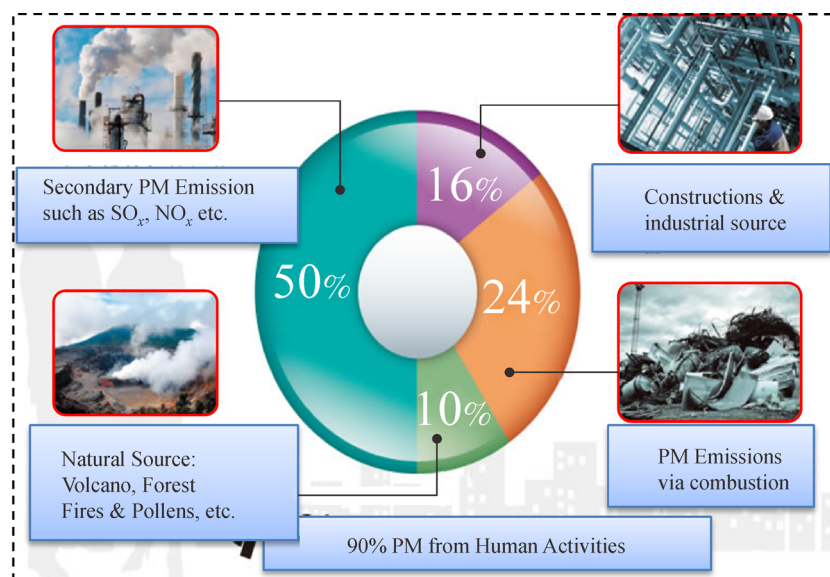 Secondary PM Emission
such as SOx, NOx etc.
50%
16%
Constructions &
industrial source
24%
10%
Natural Source:
Volcano, Forest
Fires & Pollens, etc.
PM Emissions
via combustion
90% PM from Human Activities